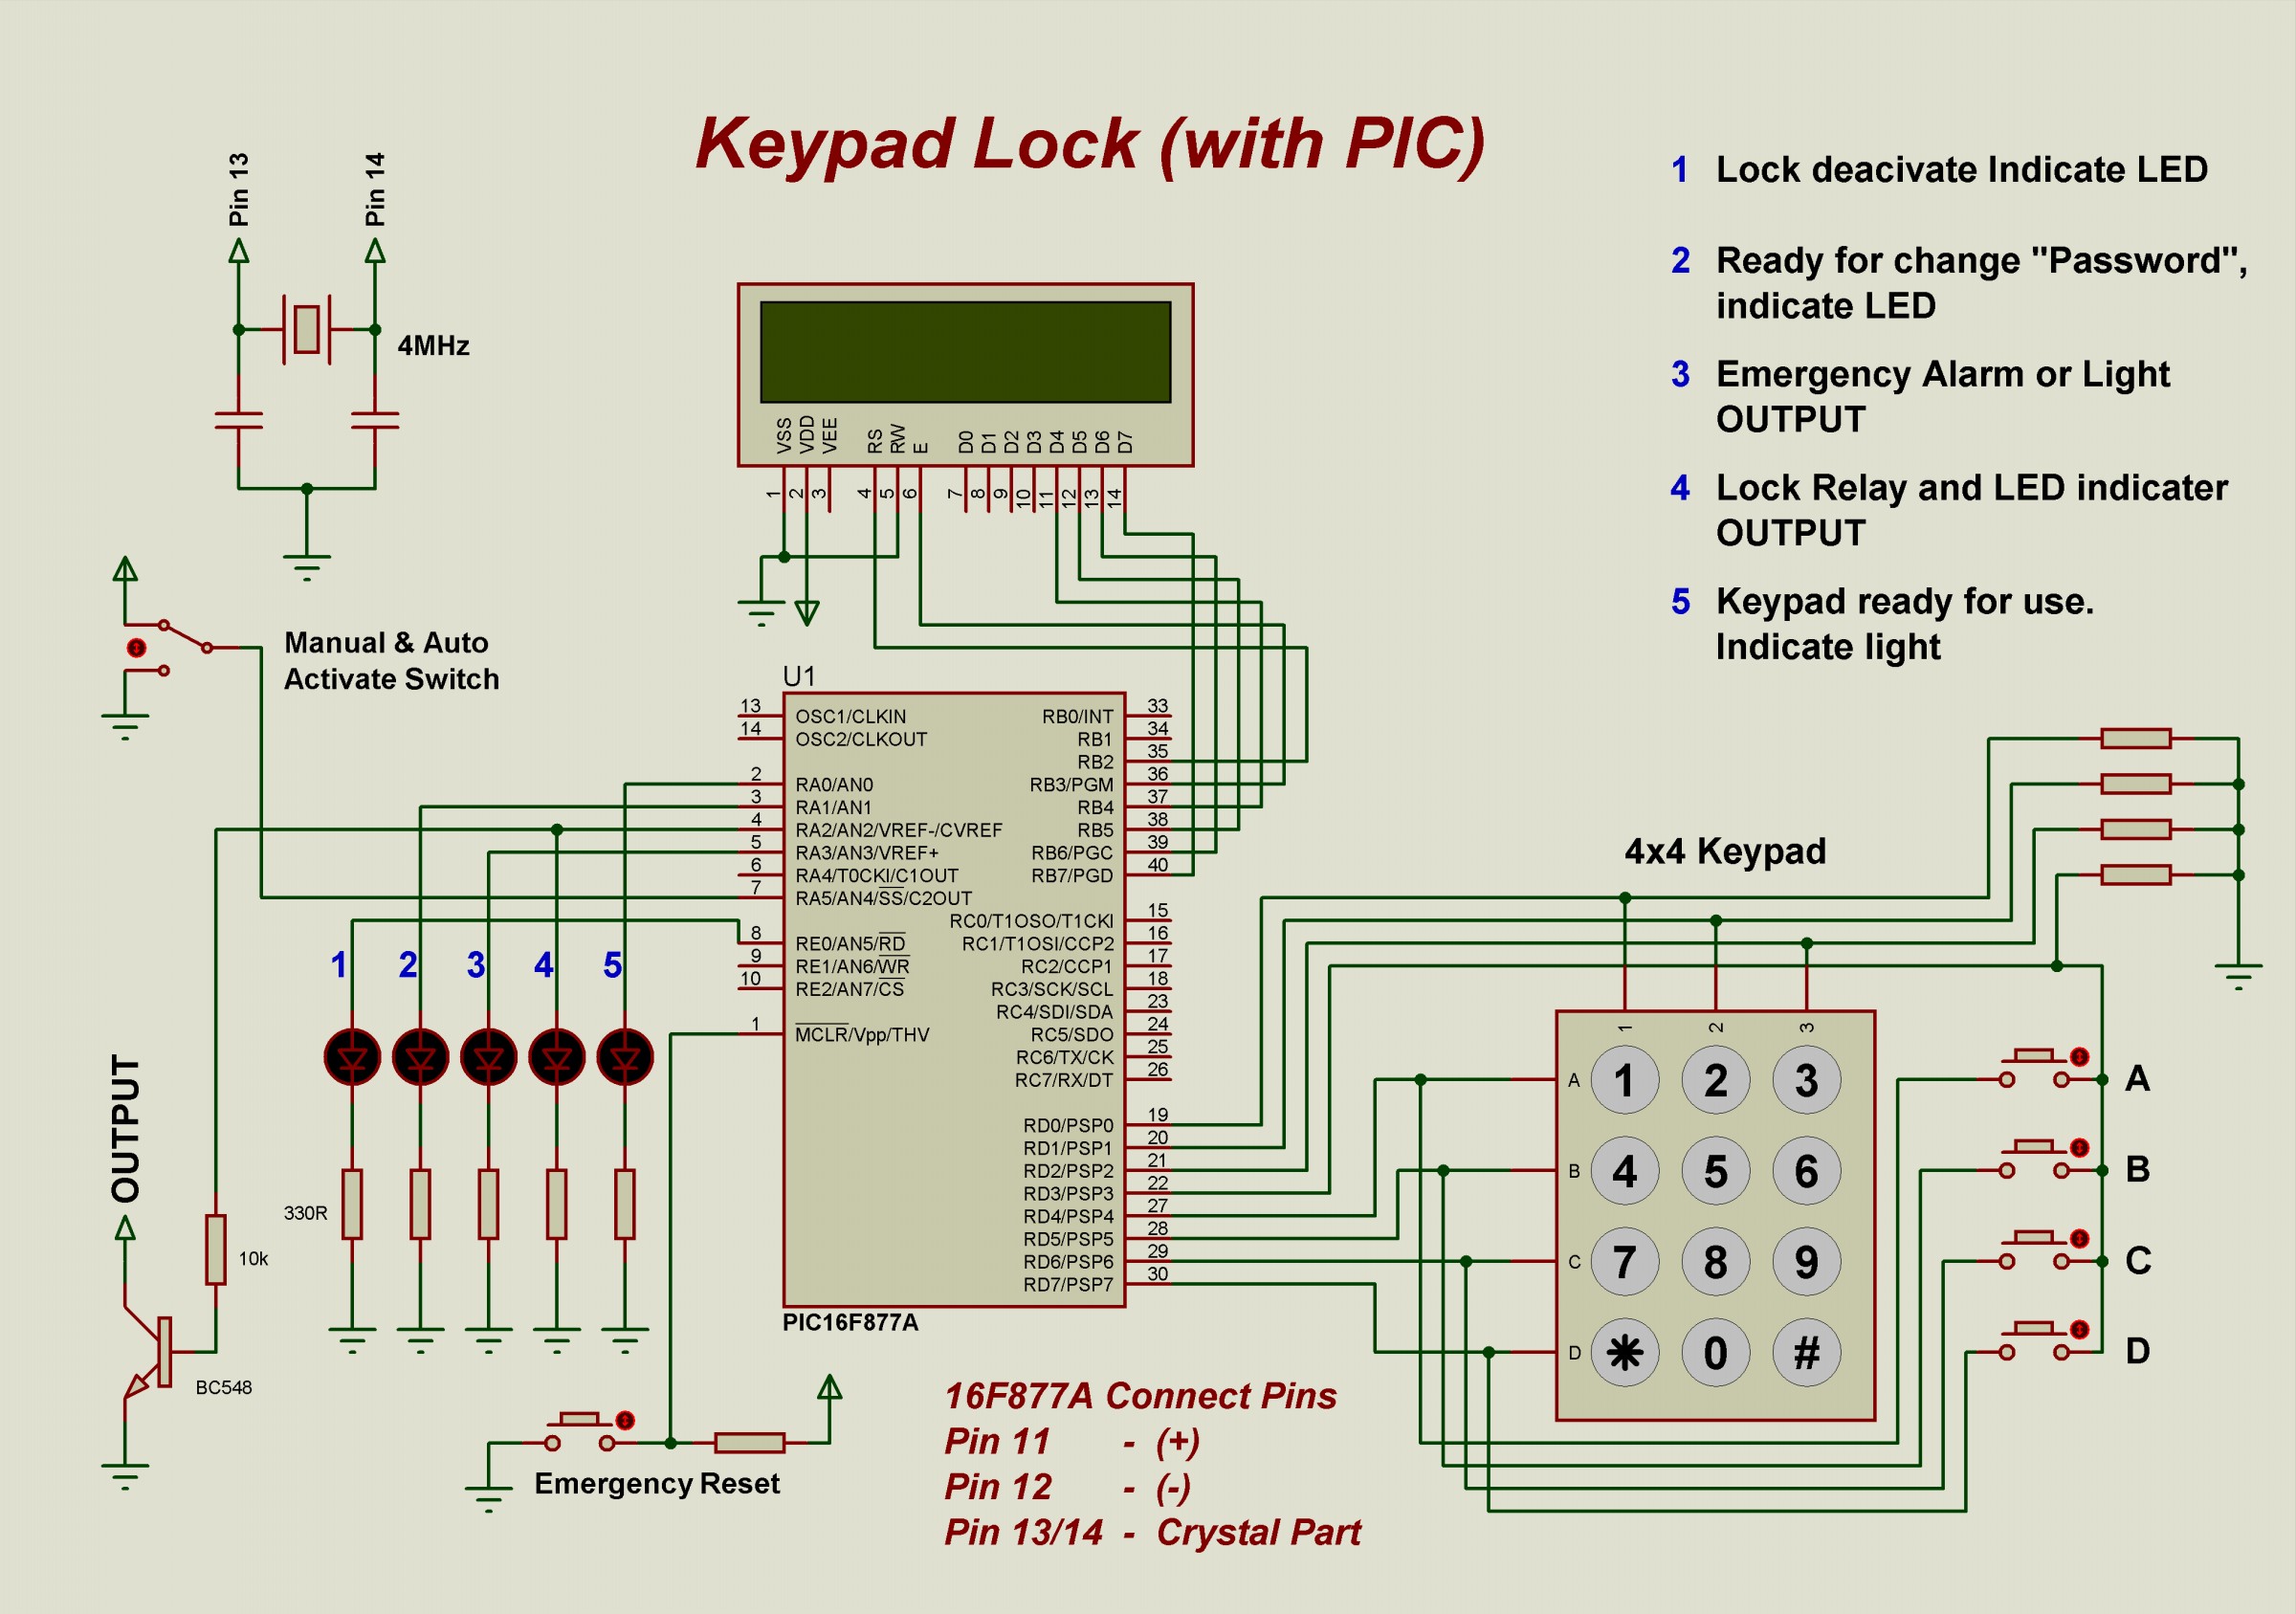 Keypad Lock (with PIC)
Pin 13
Pin 14
4MHz
1 Lock deacivate Indicate LED
2 Ready for change "Password",
indicate LED
3 Emergency Alarm or Light
OUTPUT
4 Lock Relay and LED indicater
OUTPUT
5 Keypad ready for use.
Indicate light
VSS VDD VEE RS RW E D0 D1 D2 D3 D4 D5 D6 D7
1 2 3 4 5 6 7 8 9 10 11 12 13 14
Manual & Auto
Activate Switch
U1
13 OSC1/CLKIN RB0/INT 33
14 OSC2/CLKOUT RB1 34
RB2 35
2 RA0/AN0 RB3/PGM 36
3 RA1/AN1 RB4 37
4 RA2/AN2/VREF-/CVREF RB5 38
5 RA3/AN3/VREF+ RB6/PGC 39
6 RA4/T0CKI/C1OUT RB7/PGD 40
7 RA5/AN4/SS/C2OUT
RC0/T1OSO/T1CKI 15
8 RE0/AN5/RD RC1/T1OSI/CCP2 16
9 RE1/AN6/WR RC2/CCP1 17
10 RE2/AN7/CS RC3/SCK/SCL 18
RC4/SDI/SDA 23
1 MCLR/Vpp/THV RC5/SDO 24
RC6/TX/CK 25
RC7/RX/DT 26
RD0/PSP0 19
RD1/PSP1 20
RD2/PSP2 21
RD3/PSP3 22
RD4/PSP4 27
RD5/PSP5 28
RD6/PSP6 29
RD7/PSP7 30
PIC16F877A
1 2 3 4 5
330R
OUTPUT
10k
BC548
Emergency Reset
16F877A Connect Pins
Pin 11 - (+)
Pin 12 - (-)
Pin 13/14 - Crystal Part
4x4 Keypad
1 2 3
A 1 2 3
B 4 5 6
C 7 8 9
D * 0 #
A
B
C
D